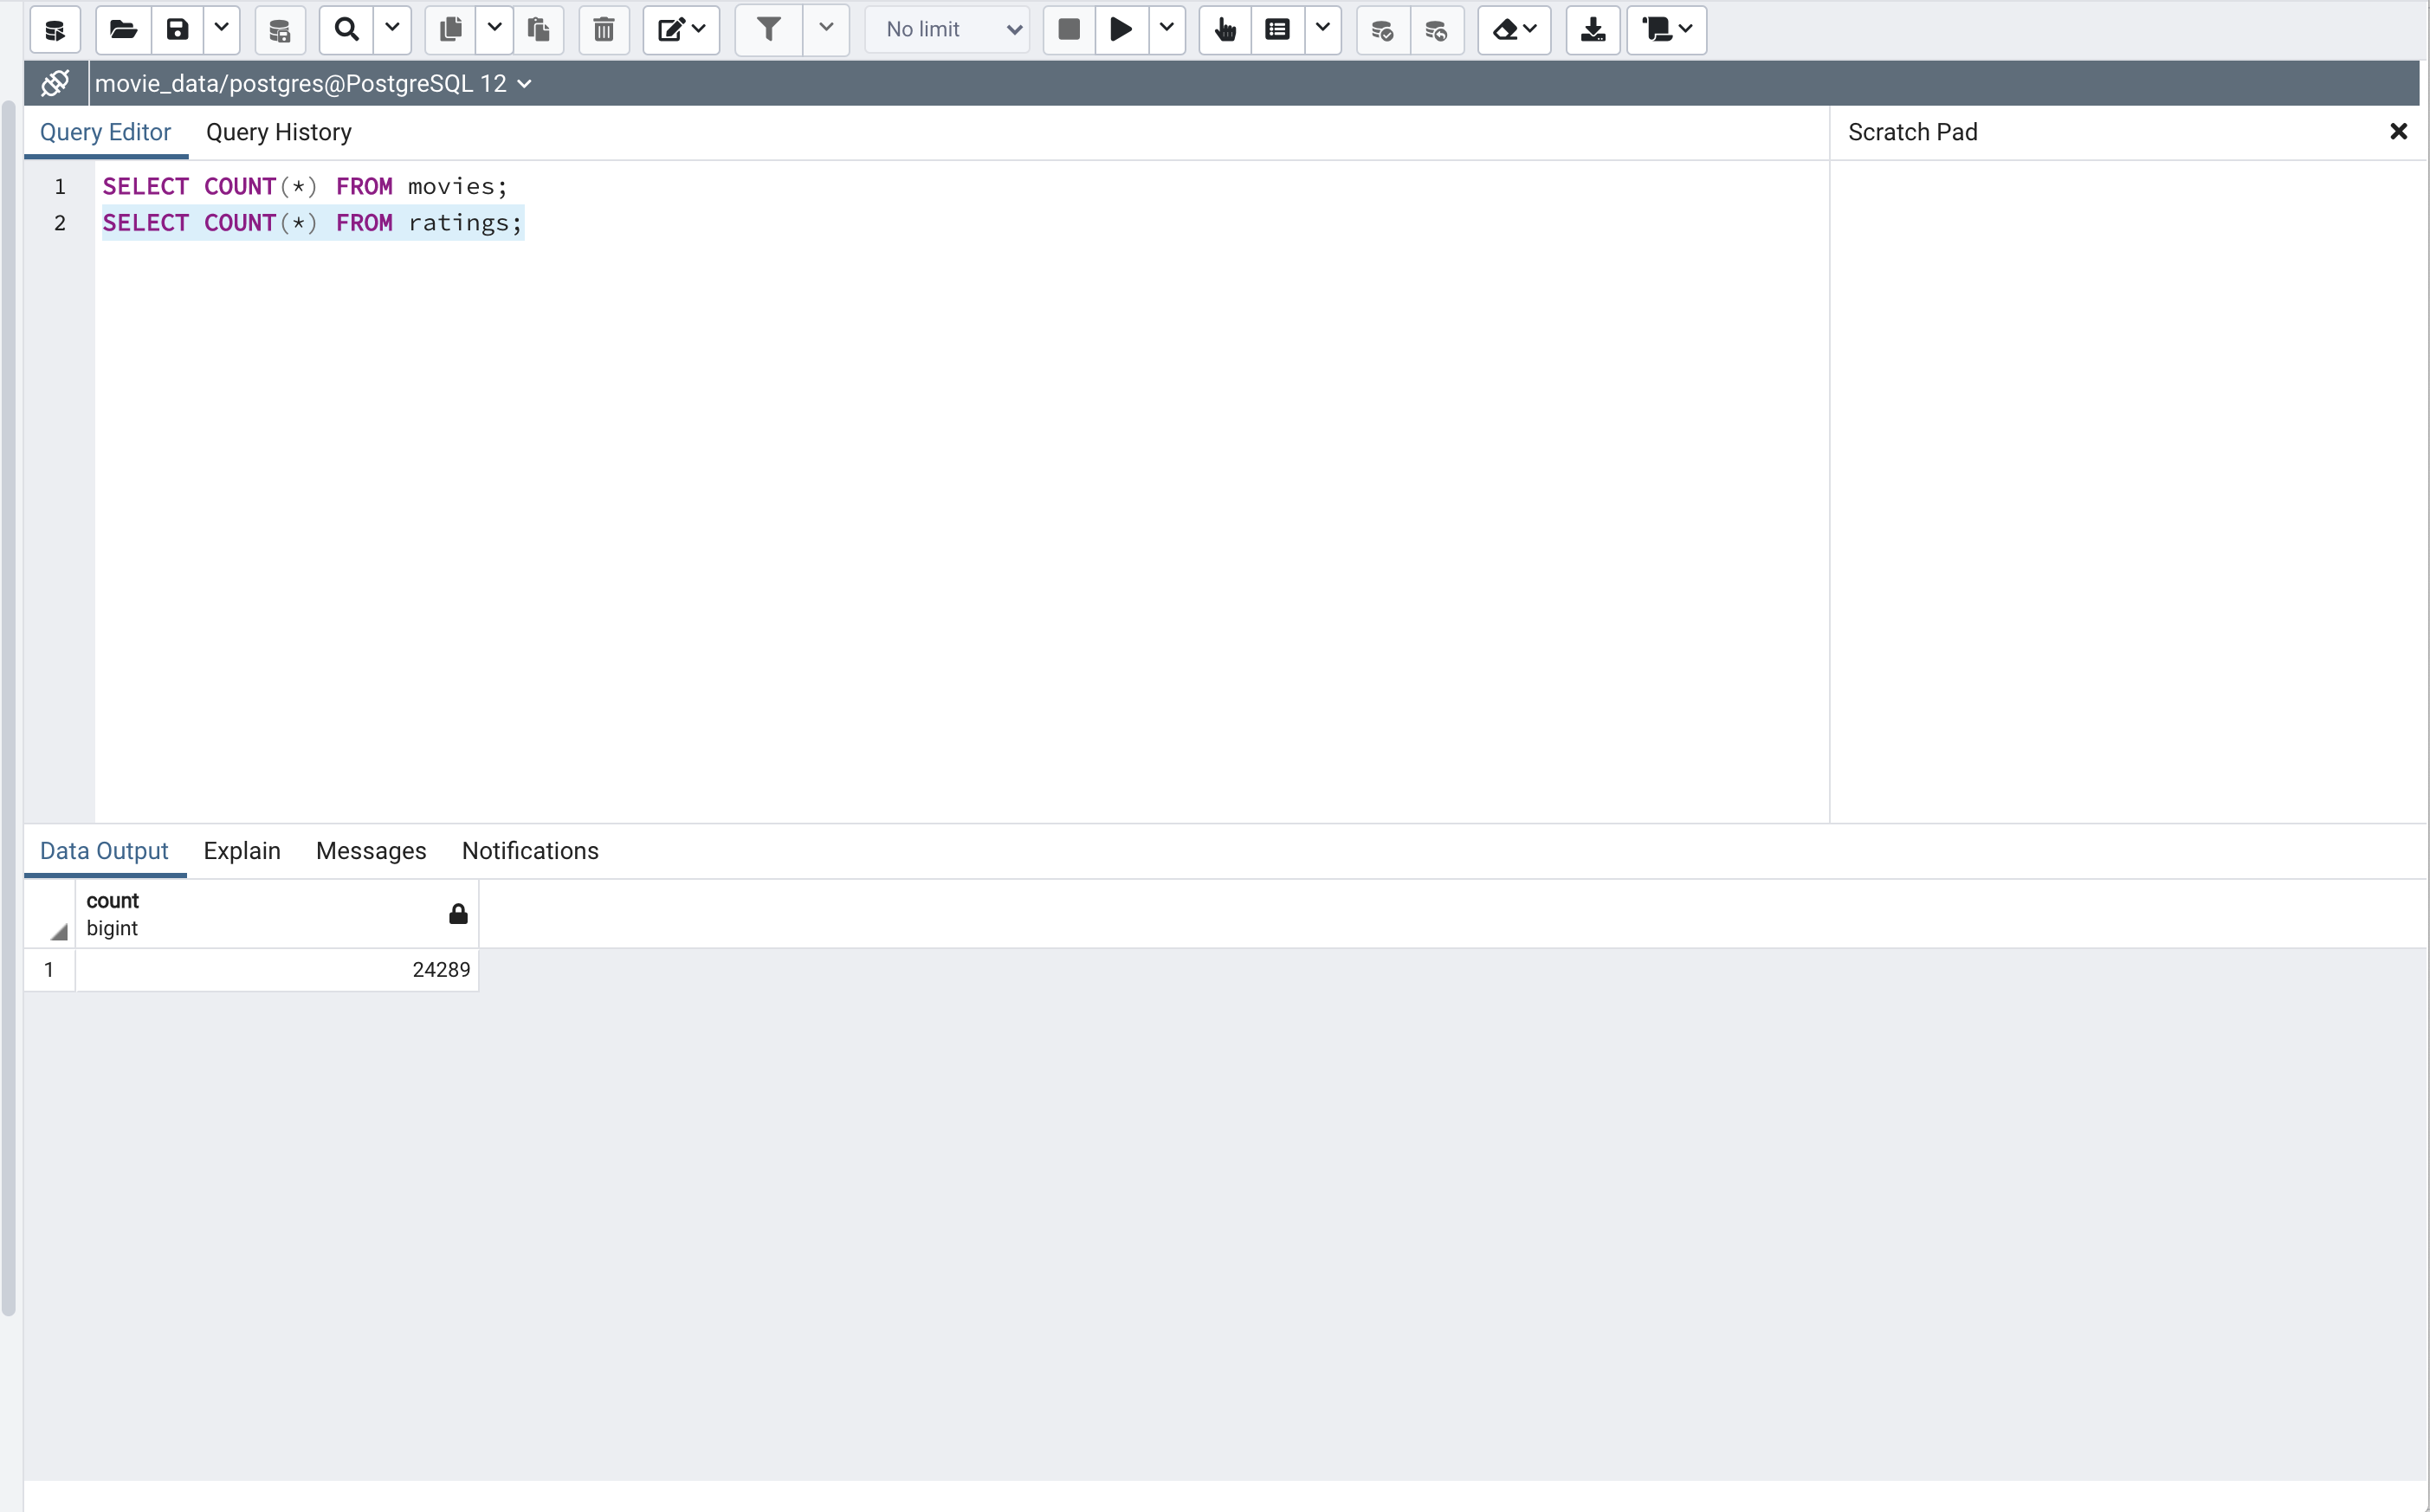 No limit
movie_data/postgres@PostgreSQL 12
Query Editor Query History Scratch Pad
1 SELECT COUNT(*) FROM movies;
2 SELECT COUNT(*) FROM ratings;
Data Output Explain Messages Notifications
count
bigint
1 24289